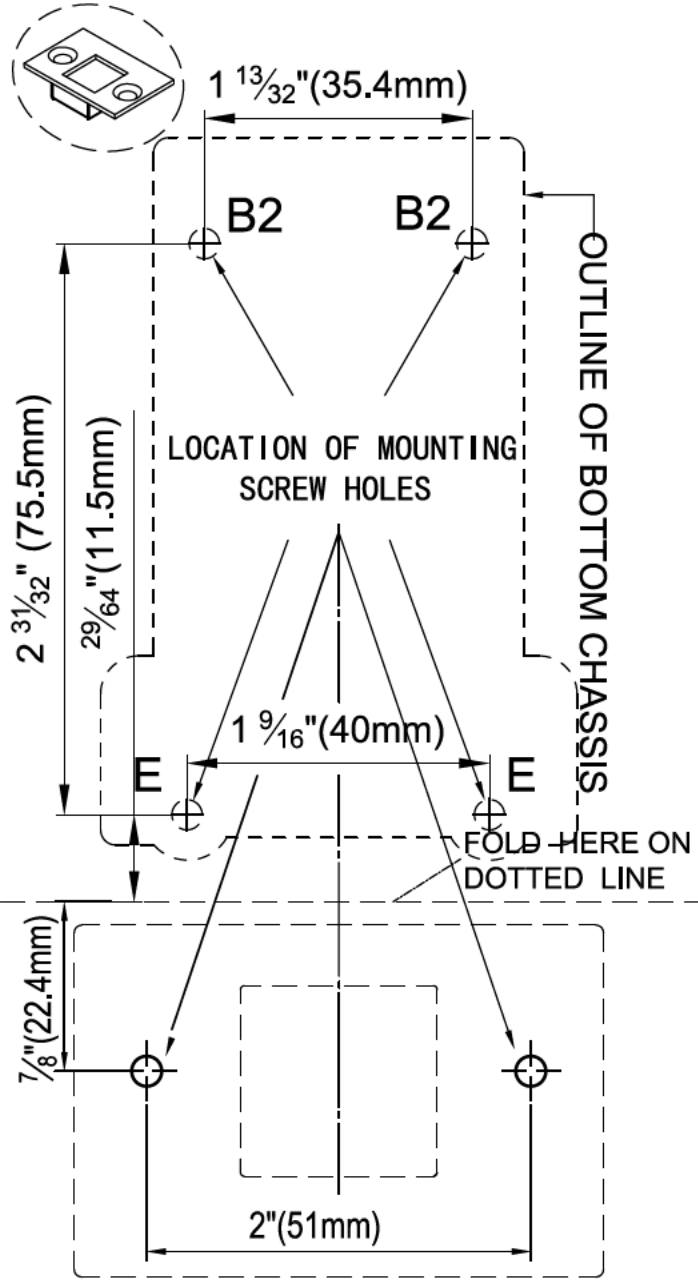 1 13/32"(35.4mm)
B2
B2
OUTLINE OF BOTTOM CHASSIS
LOCATION OF MOUNTING
SCREW HOLES
2 31/32" (75.5mm)
29/64"(11.5mm)
1 9/16"(40mm)
E
E
FOLD HERE ON
DOTTED LINE
7/8"(22.4mm)
2"(51mm)